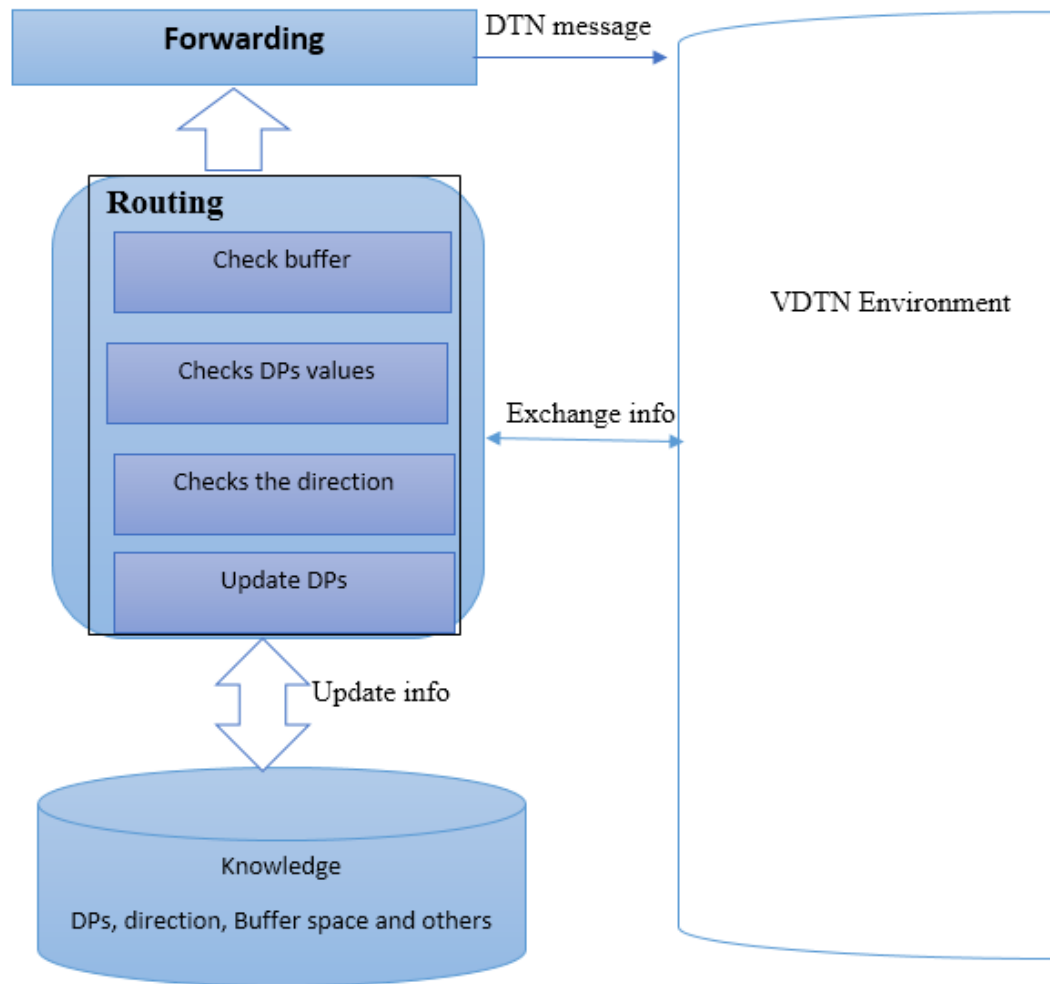 Forwarding
DTN message
Routing
Check buffer
VDTN Environment
Checks DPs values
Exchange info
Checks the direction
Update DPs
Update info
Knowledge
DPs, direction, Buffer space and others